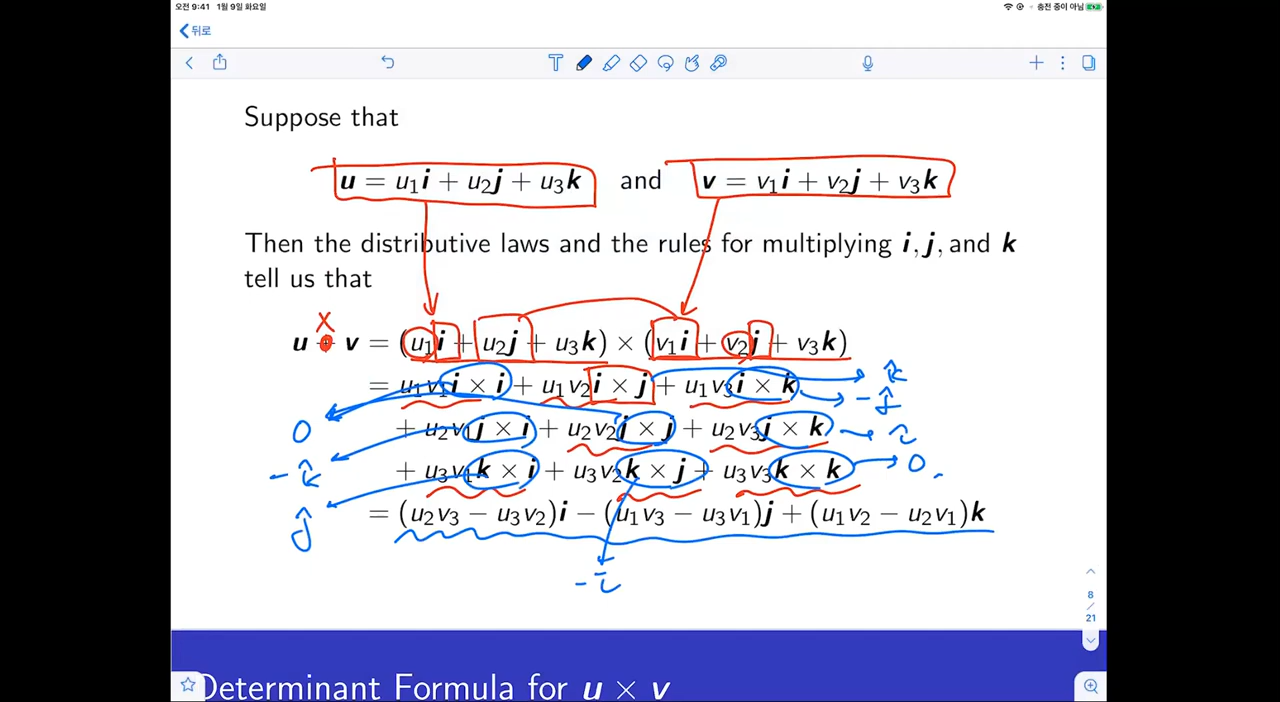 오전 9:41 1월 9일 화요일 충전 중이 아님
뒤로
Suppose that
u = u₁i + u₂j + u₃k and v = v₁i + v₂j + v₃k
Then the distributive laws and the rules for multiplying i, j, and k
tell us that
×
u v = (u₁i + u₂j + u₃k) × (v₁i + v₂j + v₃k)
= u₁v₁i × i + u₁v₂i × j + u₁v₃i × k
k̂
-ĵ
+ u₂v₁j × i + u₂v₂j × j + u₂v₃j × k
0
î
+ u₃v₁k × i + u₃v₂k × j + u₃v₃k × k
-k̂
0
= (u₂v₃ − u₃v₂)i − (u₁v₃ − u₃v₁)j + (u₁v₂ − u₂v₁)k
ĵ
-i
8
/
21
Determinant Formula for u × v